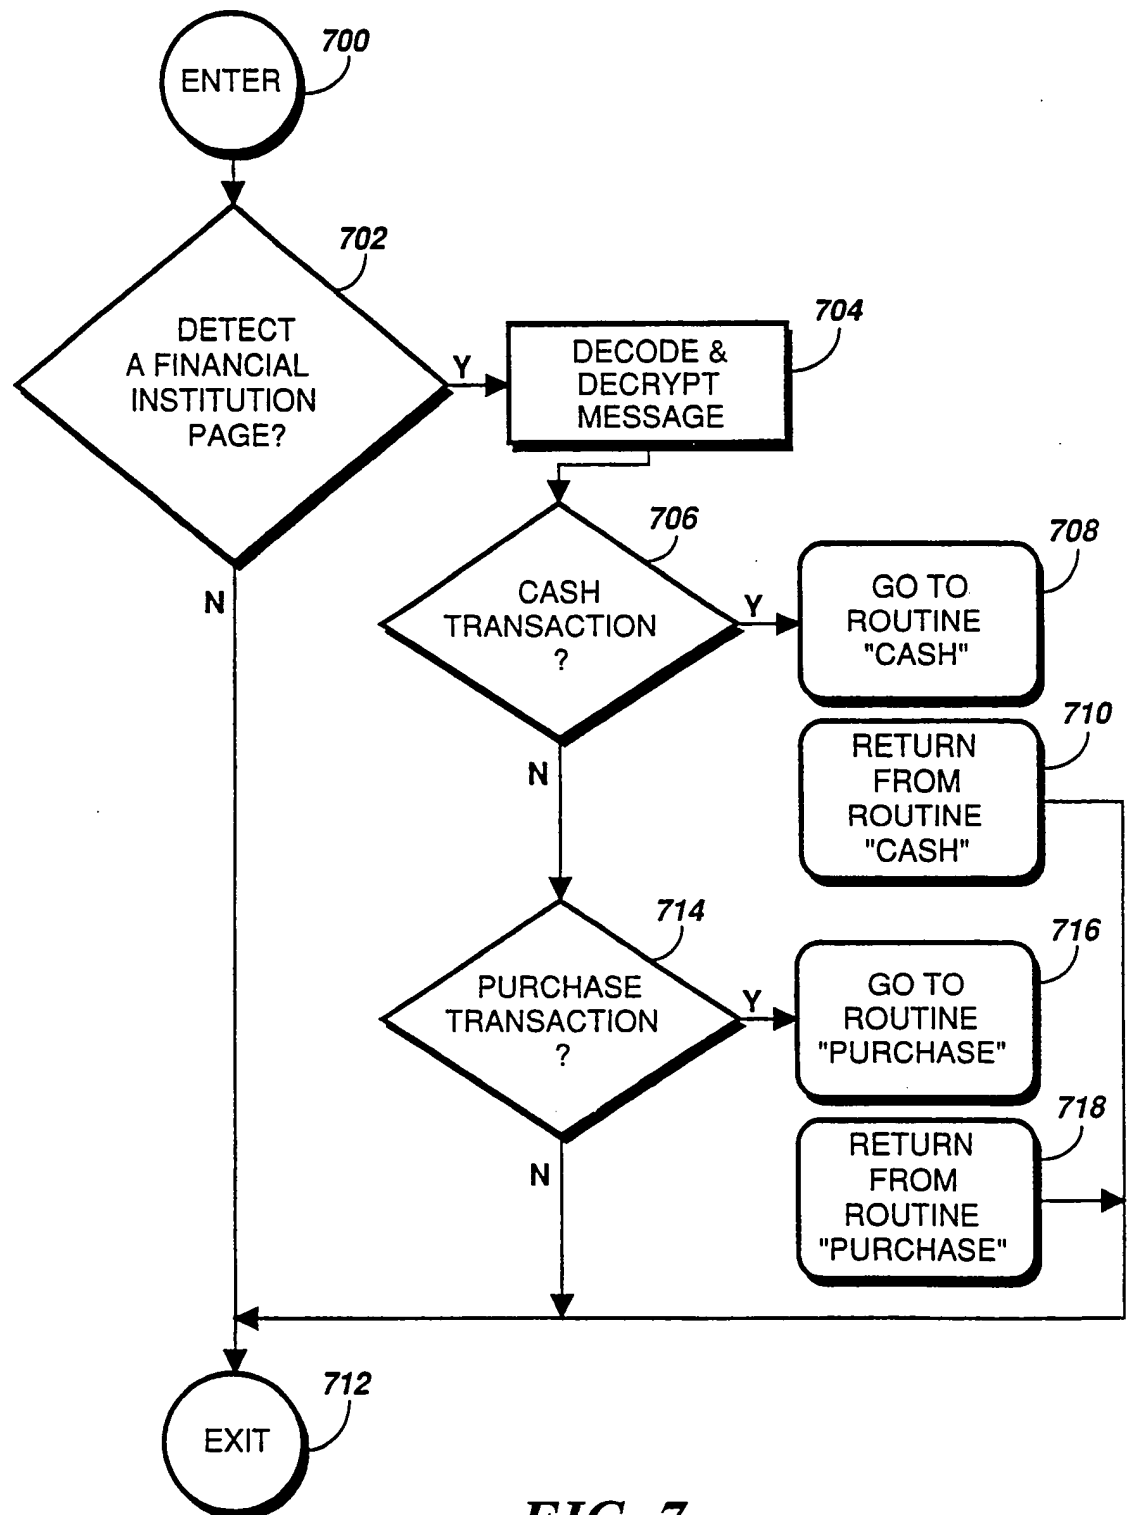 700
ENTER
702
DETECT
A FINANCIAL
INSTITUTION
PAGE?
Y
N
704
DECODE &
DECRYPT
MESSAGE
706
CASH
TRANSACTION
?
Y
N
708
GO TO
ROUTINE
"CASH"
710
RETURN
FROM
ROUTINE
"CASH"
714
PURCHASE
TRANSACTION
?
Y
N
716
GO TO
ROUTINE
"PURCHASE"
718
RETURN
FROM
ROUTINE
"PURCHASE"
712
EXIT
FIG. 7